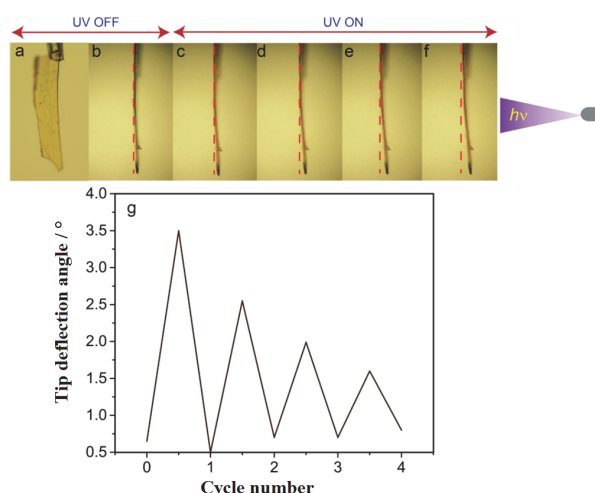 UV OFF UV ON
a b c d e f
hν
g
Tip deflection angle / °
4.0
3.5
3.0
2.5
2.0
1.5
1.0
0.5
0 1 2 3 4
Cycle number